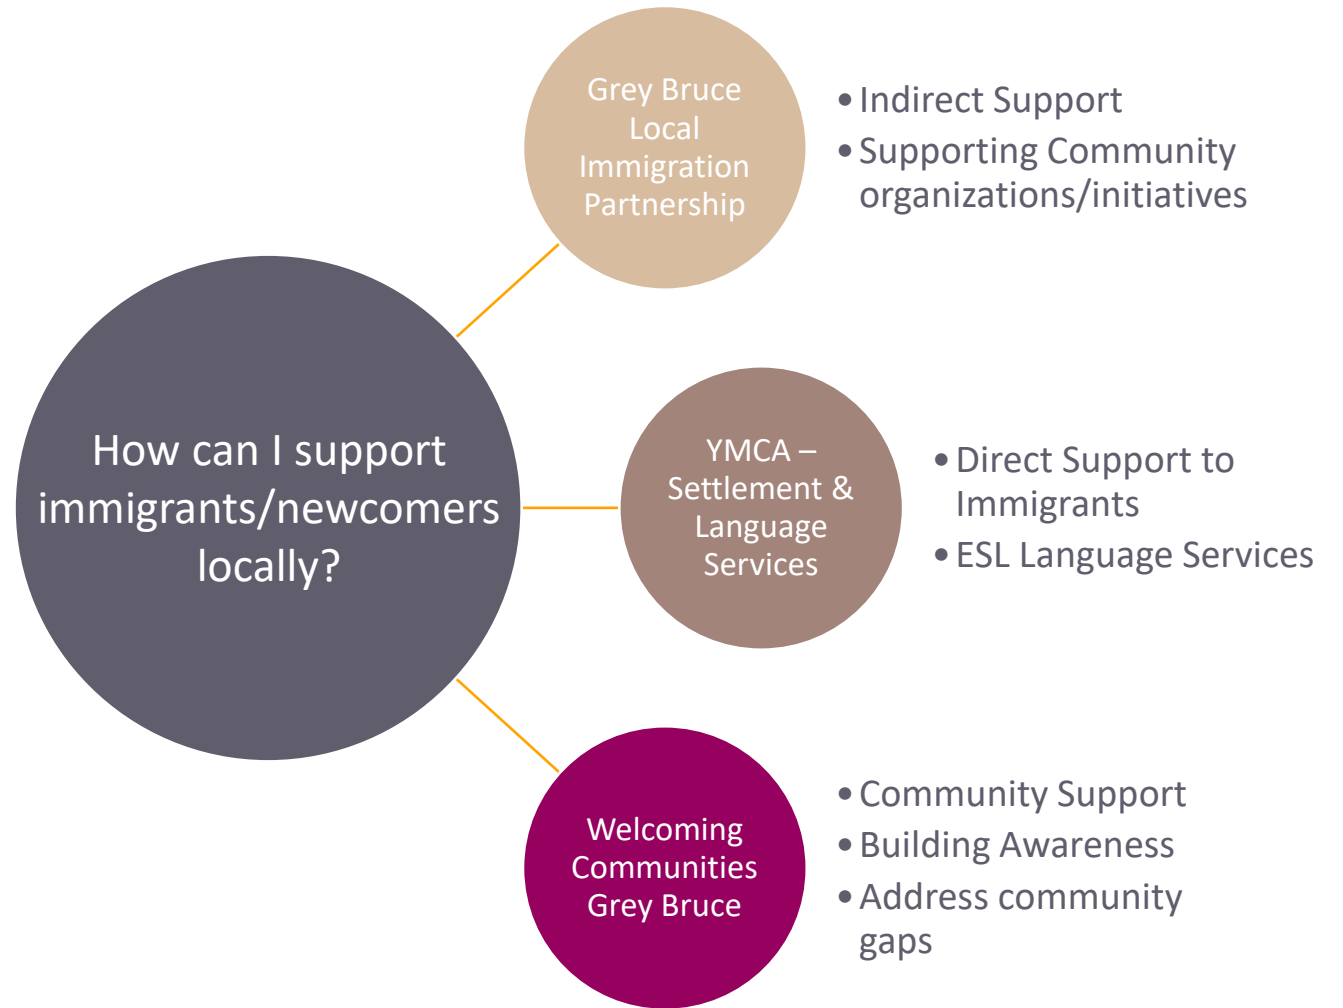 How can I support
immigrants/newcomers
locally?
Grey Bruce
Local
Immigration
Partnership
• Indirect Support
• Supporting Community
organizations/initiatives
YMCA –
Settlement &
Language
Services
• Direct Support to
Immigrants
• ESL Language Services
Welcoming
Communities
Grey Bruce
• Community Support
• Building Awareness
• Address community
gaps